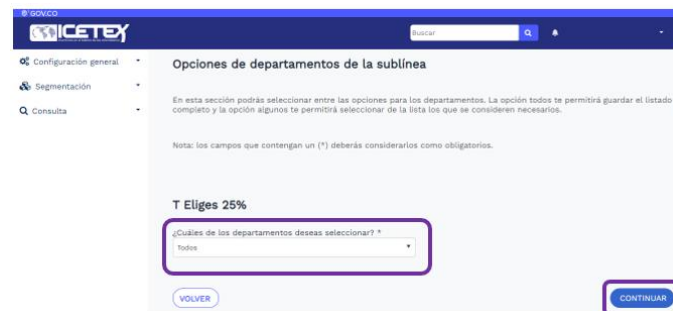 GOV.CO
ICETEX
Buscar
Configuración general
Segmentación
Consulta
Opciones de departamentos de la sublínea
En esta sección podrás seleccionar entre las opciones para los departamentos. La opción todos te permitirá guardar el listado
completo y la opción algunos te permitirá seleccionar de la lista los que se consideren necesarios.
Nota: los campos que contengan un (*) deberás considerarlos como obligatorios.
T Eliges 25%
¿Cuáles de los departamentos deseas seleccionar? *
Todos
VOLVER
CONTINUAR